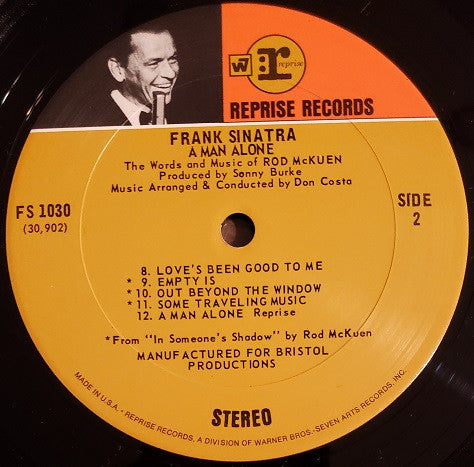 W7 r reprise
REPRISE RECORDS
FRANK SINATRA
A MAN ALONE
The Words and Music of ROD McKUEN
Produced by Sonny Burke
Music Arranged & Conducted by Don Costa
FS 1030
(30,902)
SIDE
2
8. LOVE'S BEEN GOOD TO ME
* 9. EMPTY IS
* 10. OUT BEYOND THE WINDOW
* 11. SOME TRAVELING MUSIC
12. A MAN ALONE Reprise
*From "In Someone's Shadow" by Rod McKuen
MANUFACTURED FOR BRISTOL
PRODUCTIONS
STEREO
MADE IN U.S.A. - REPRISE RECORDS, A DIVISION OF WARNER BROS.-SEVEN ARTS RECORDS, INC.